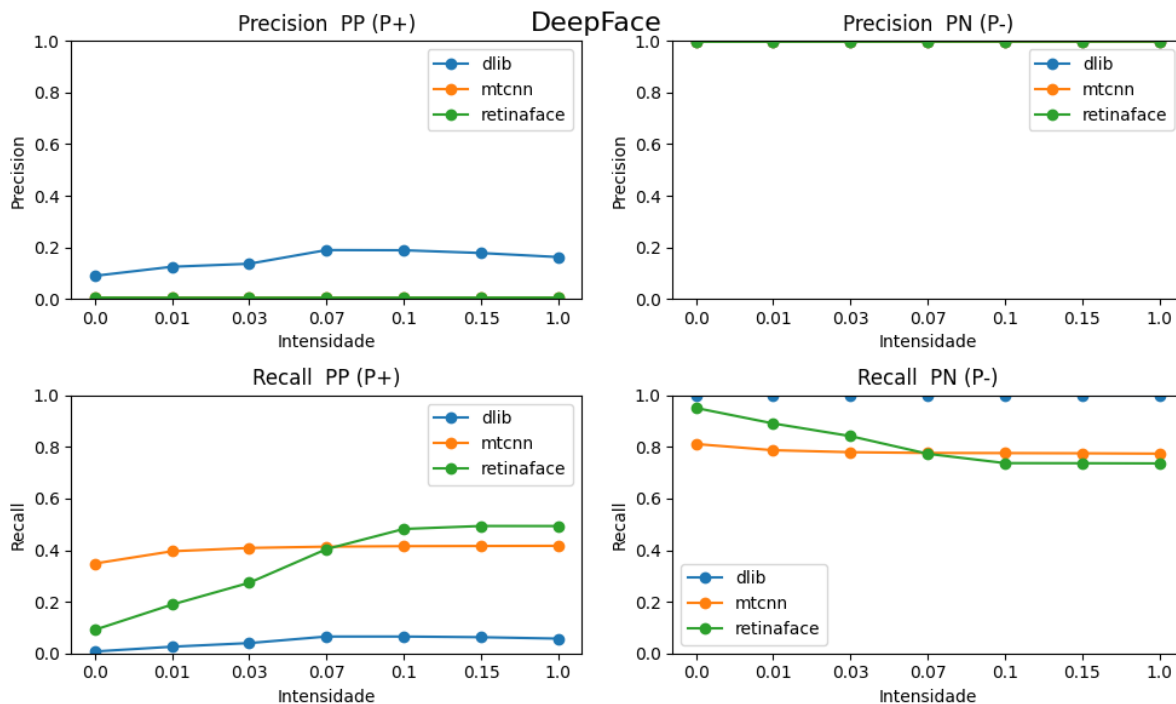 DeepFace
Precision PP (P+)
Precision
1.0
0.8
0.6
0.4
0.2
0.0
dlib
mtcnn
retinaface
0.0 0.01 0.03 0.07 0.1 0.15 1.0
Intensidade
Precision PN (P-)
Precision
1.0
0.8
0.6
0.4
0.2
0.0
dlib
mtcnn
retinaface
0.0 0.01 0.03 0.07 0.1 0.15 1.0
Intensidade
Recall PP (P+)
Recall
1.0
0.8
0.6
0.4
0.2
0.0
dlib
mtcnn
retinaface
0.0 0.01 0.03 0.07 0.1 0.15 1.0
Intensidade
Recall PN (P-)
Recall
1.0
0.8
0.6
0.4
0.2
0.0
dlib
mtcnn
retinaface
0.0 0.01 0.03 0.07 0.1 0.15 1.0
Intensidade